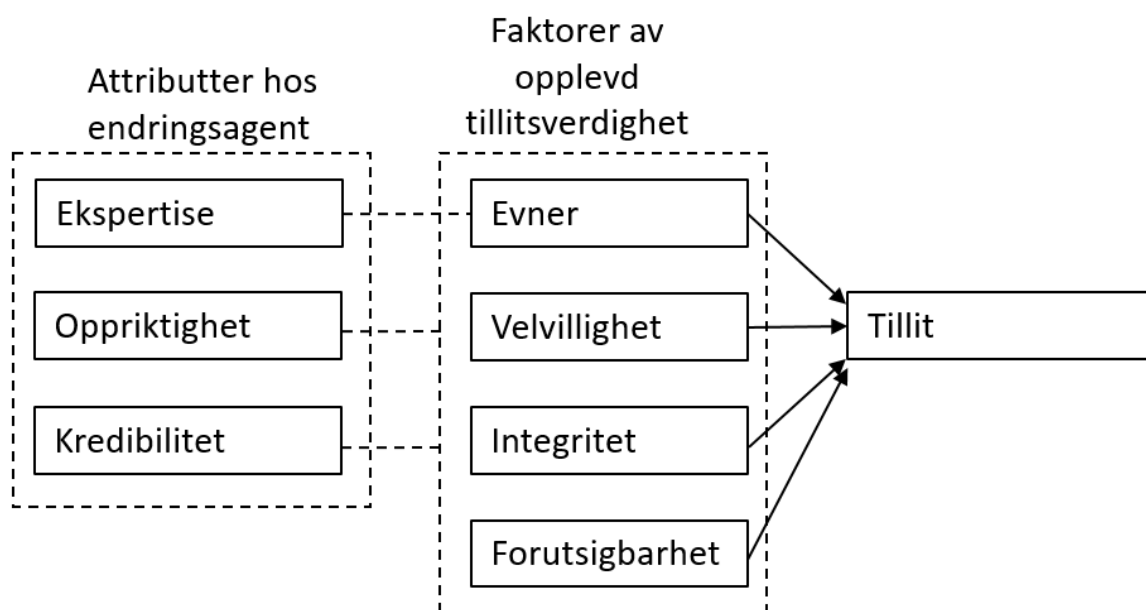 Attributter hos
endringsagent
Ekspertise
Oppriktighet
Kredibilitet
Faktorer av
opplevd
tillitsverdighet
Evner
Velvillighet
Integritet
Forutsigbarhet
Tillit